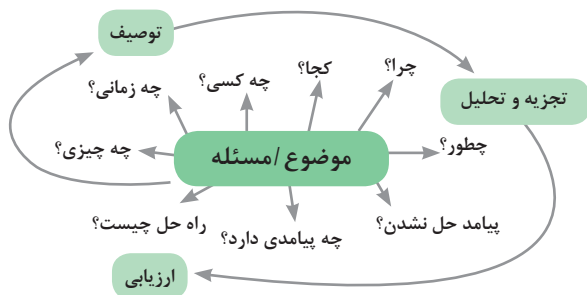 توصیف
چرا؟
کجا؟
چه کسی؟
چه زمانی؟
تجزیه و تحلیل
چطور؟
موضوع /مسئله
چه چیزی؟
پیامد حل نشدن؟
چه پیامدی دارد؟
راه حل چیست؟
ارزیابی